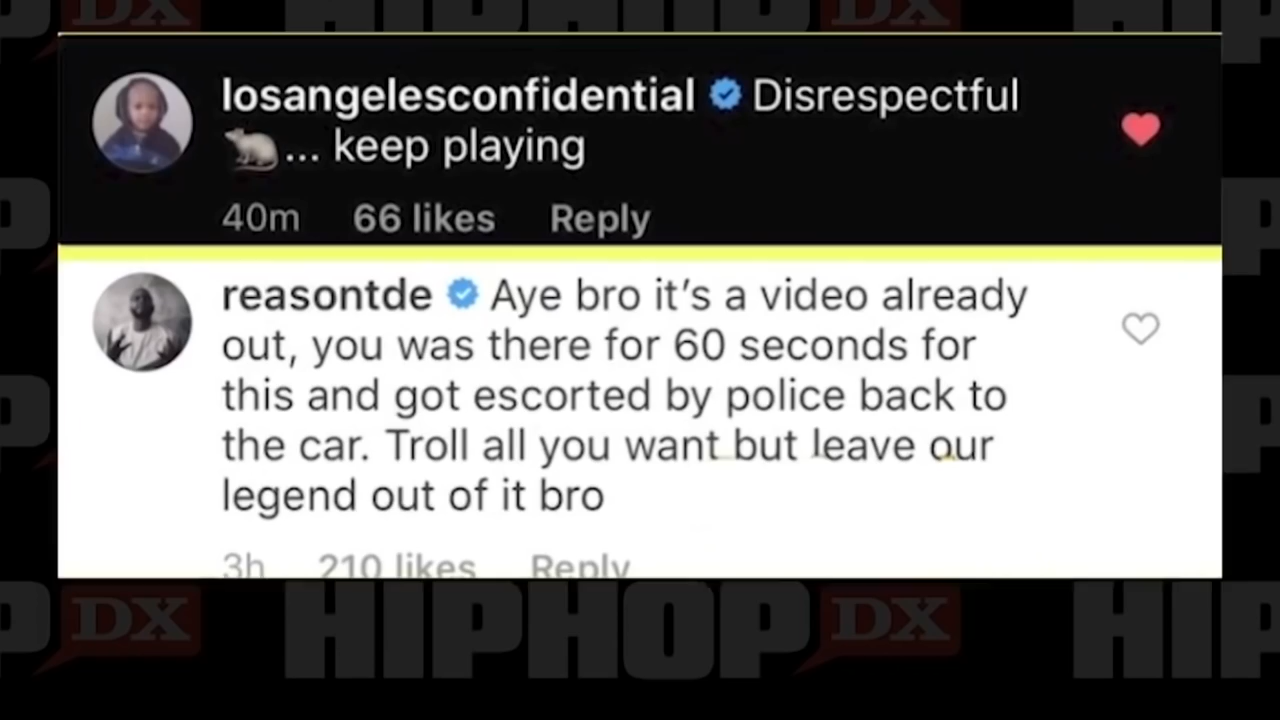 HIPHOP DX
losangelesconfidential Disrespectful
🐀... keep playing
40m 66 likes Reply
reasontde Aye bro it's a video already
out, you was there for 60 seconds for
this and got escorted by police back to
the car. Troll all you want but leave our
legend out of it bro
3h 210 likes Reply
P DX HIPHOP DX HIP